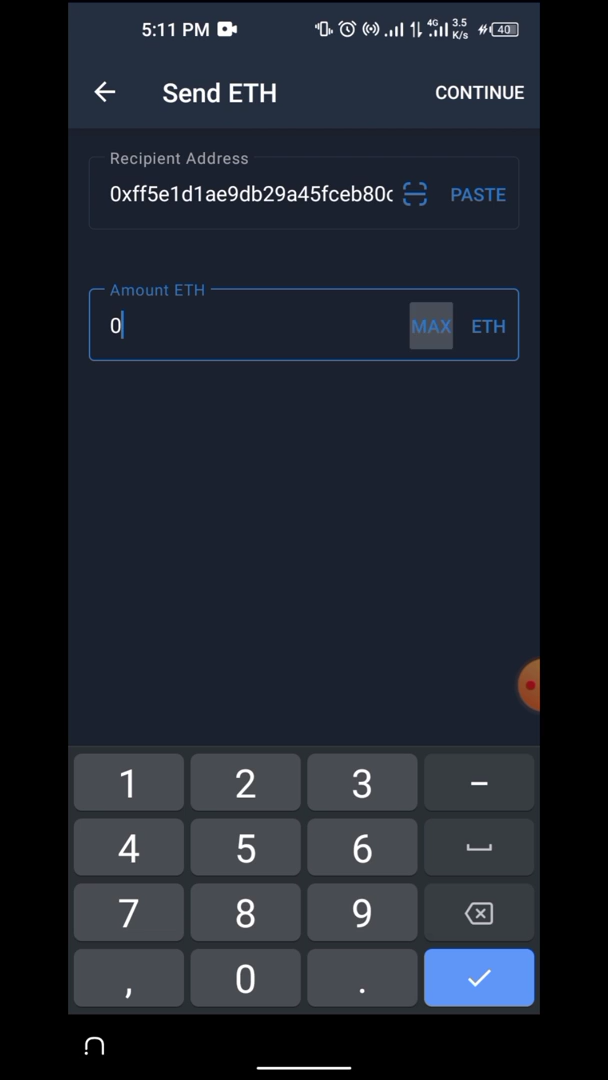 5:11 PM 4G 3.5 K/s 40
Send ETH CONTINUE
Recipient Address
0xff5e1d1ae9db29a45fceb80c PASTE
Amount ETH
0 MAX ETH
1 2 3 –
4 5 6
7 8 9
, 0 .